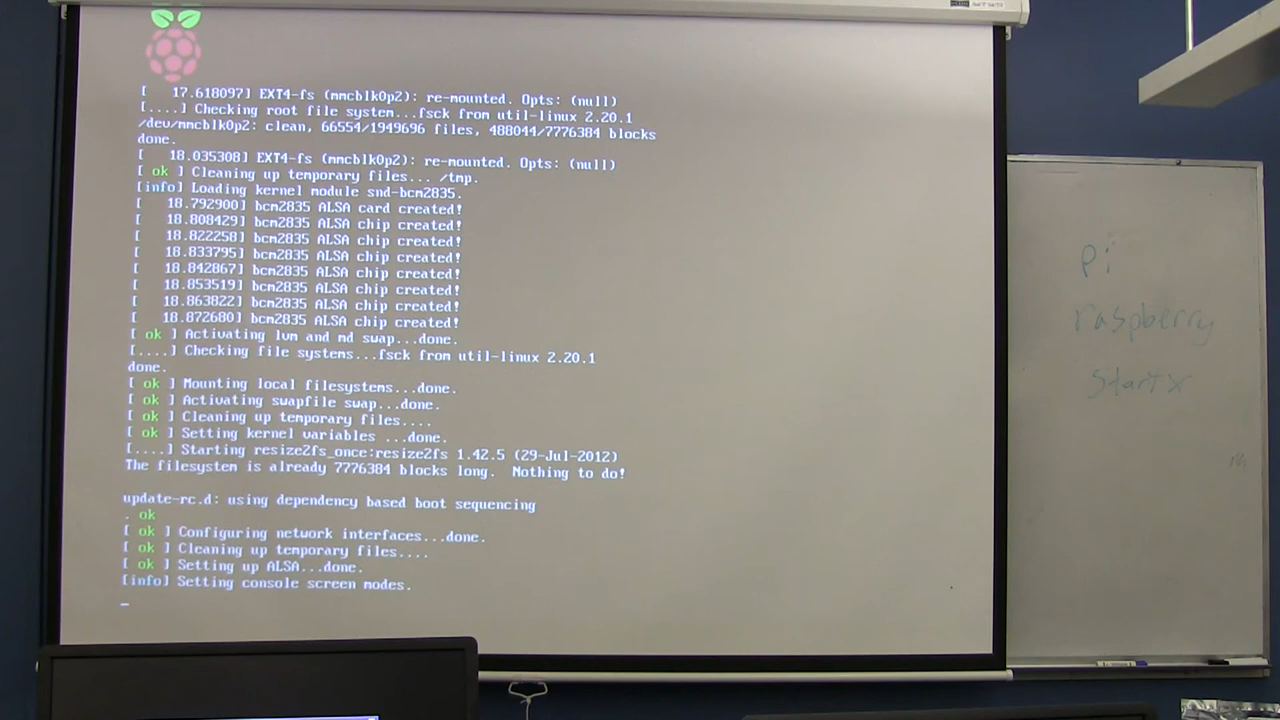 [   17.618097] EXT4-fs (mmcblk0p2): re-mounted. Opts: (null)
[....] Checking root file system...fsck from util-linux 2.20.1
/dev/mmcblk0p2: clean, 66554/1949696 files, 488044/7776384 blocks
done.
[   18.035308] EXT4-fs (mmcblk0p2): re-mounted. Opts: (null)
[ ok ] Cleaning up temporary files... /tmp.
[info] Loading kernel module snd-bcm2835.
[   18.792900] bcm2835 ALSA card created!
[   18.808429] bcm2835 ALSA chip created!
[   18.822258] bcm2835 ALSA chip created!
[   18.833795] bcm2835 ALSA chip created!
[   18.842867] bcm2835 ALSA chip created!
[   18.853519] bcm2835 ALSA chip created!
[   18.863822] bcm2835 ALSA chip created!
[   18.872680] bcm2835 ALSA chip created!
[ ok ] Activating lvm and md swap...done.
[....] Checking file systems...fsck from util-linux 2.20.1
done.
[ ok ] Mounting local filesystems...done.
[ ok ] Activating swapfile swap...done.
[ ok ] Cleaning up temporary files....
[ ok ] Setting kernel variables ...done.
[....] Starting resize2fs_once:resize2fs 1.42.5 (29-Jul-2012)
The filesystem is already 7776384 blocks long.  Nothing to do!
update-rc.d: using dependency based boot sequencing
. ok
[ ok ] Configuring network interfaces...done.
[ ok ] Cleaning up temporary files....
[ ok ] Setting up ALSA...done.
[info] Setting console screen modes.
pi
raspberry
startx